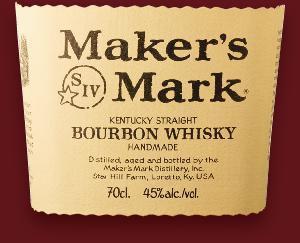 Maker's
S IV Mark®
KENTUCKY STRAIGHT
BOURBON WHISKY
HANDMADE
Distilled, aged and bottled by the
Maker's Mark Distillery, Inc.
Star Hill Farm, Loretto, Ky. USA
70cl. 45%alc./vol.